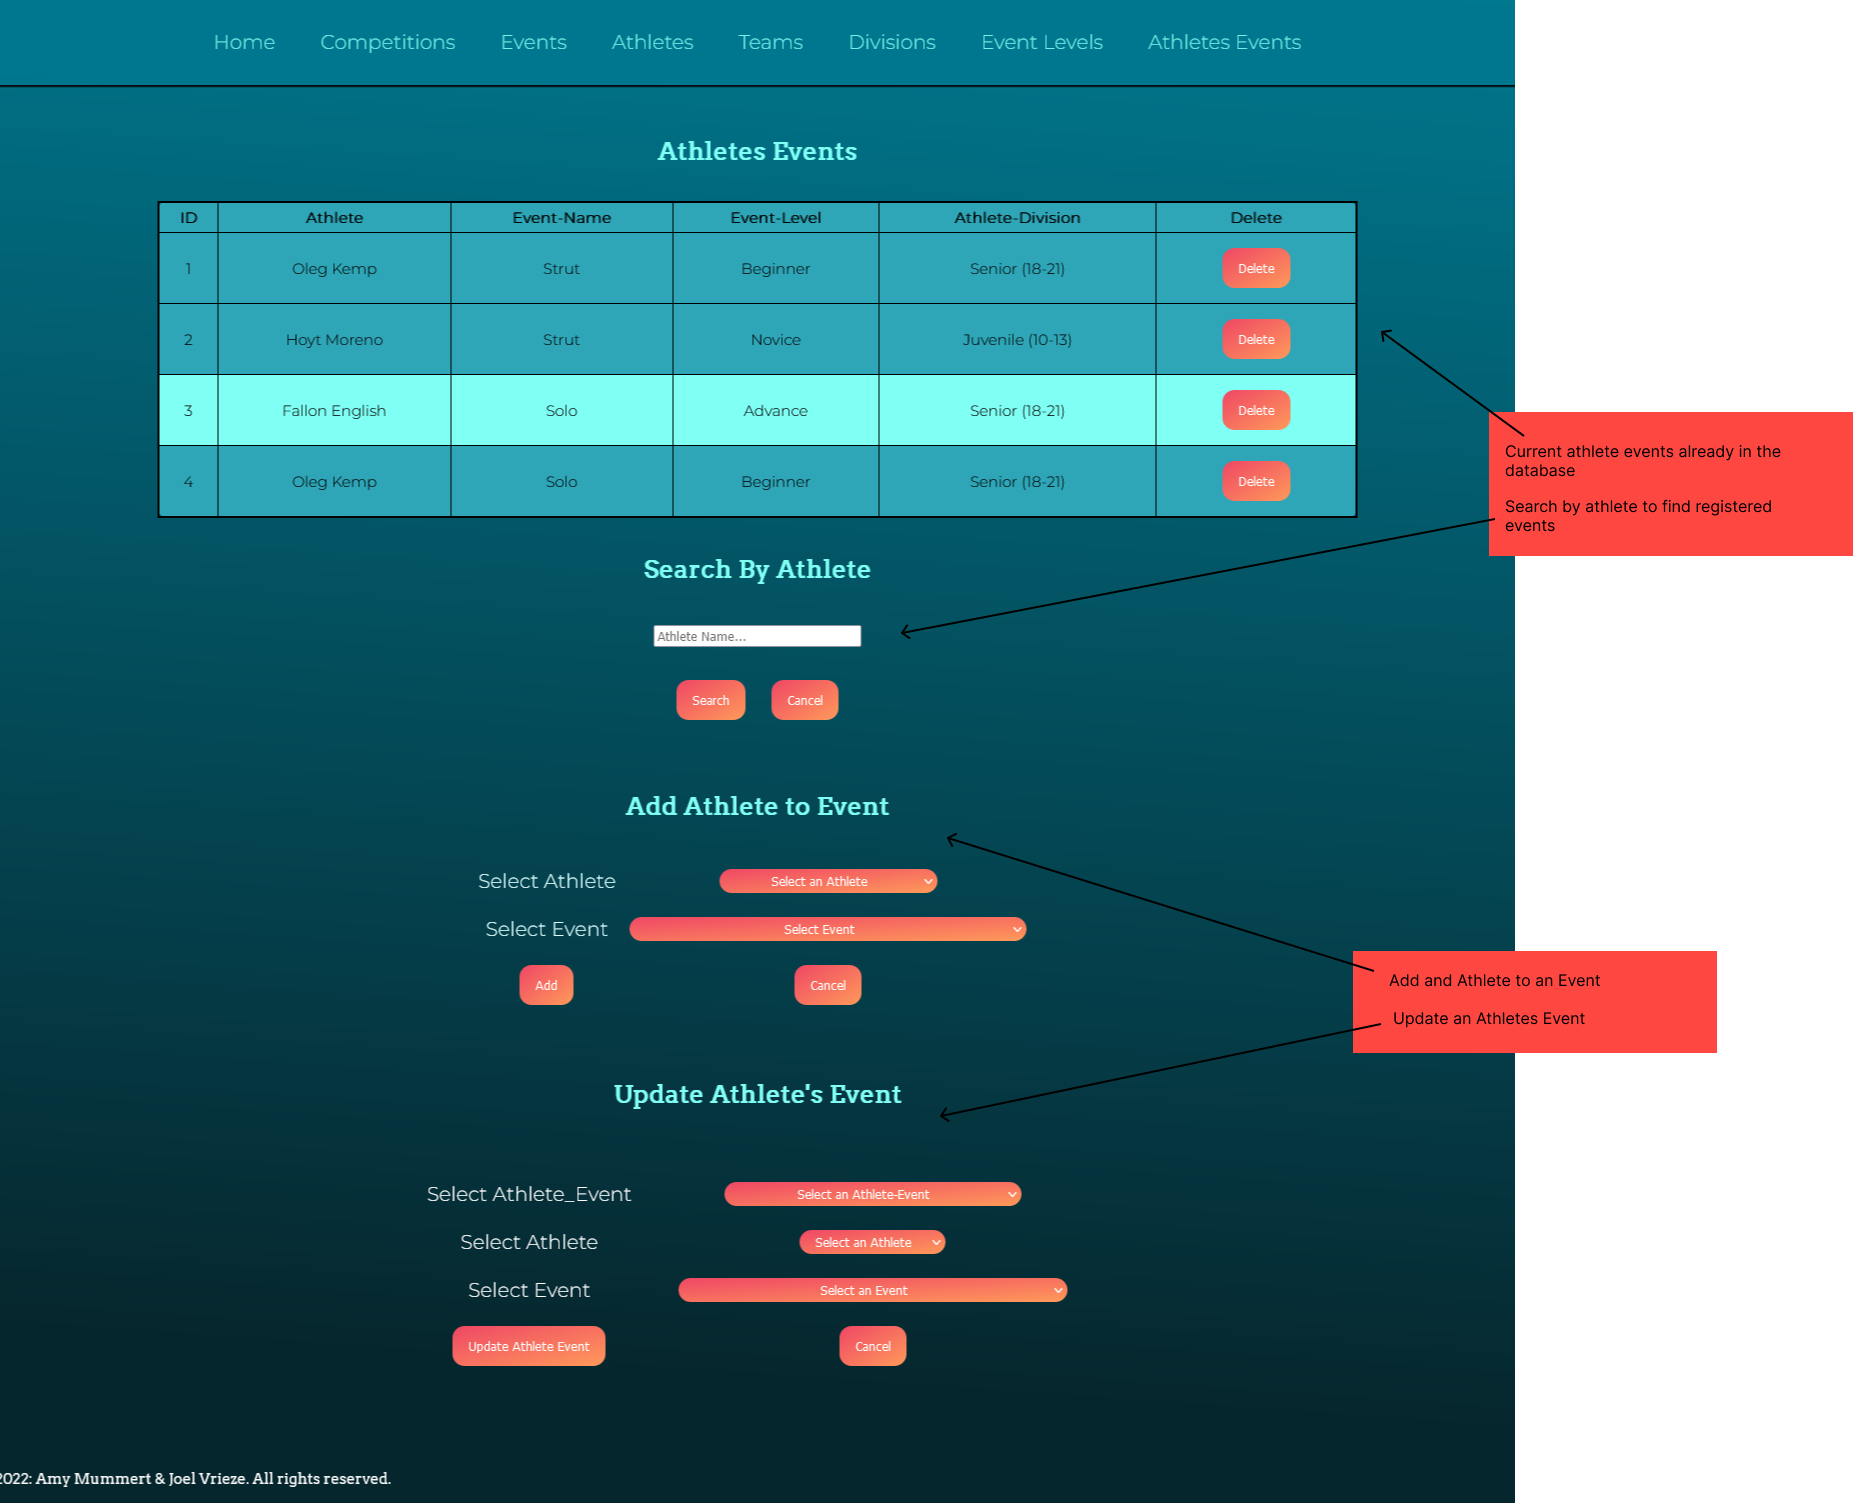 Home Competitions Events Athletes Teams Divisions Event Levels Athletes Events
Athletes Events
ID Athlete Event-Name Event-Level Athlete-Division Delete
1 Oleg Kemp Strut Beginner Senior (18-21) Delete
2 Hoyt Moreno Strut Novice Juvenile (10-13) Delete
3 Fallon English Solo Advance Senior (18-21) Delete
4 Oleg Kemp Solo Beginner Senior (18-21) Delete
Current athlete events already in the
database
Search by athlete to find registered
events
Search By Athlete
Athlete Name...
Search Cancel
Add Athlete to Event
Select Athlete Select an Athlete
Select Event Select Event
Add Cancel
Add and Athlete to an Event
Update an Athletes Event
Update Athlete's Event
Select Athlete_Event Select an Athlete-Event
Select Athlete Select an Athlete
Select Event Select an Event
Update Athlete Event Cancel
2022: Amy Mummert & Joel Vrieze. All rights reserved.